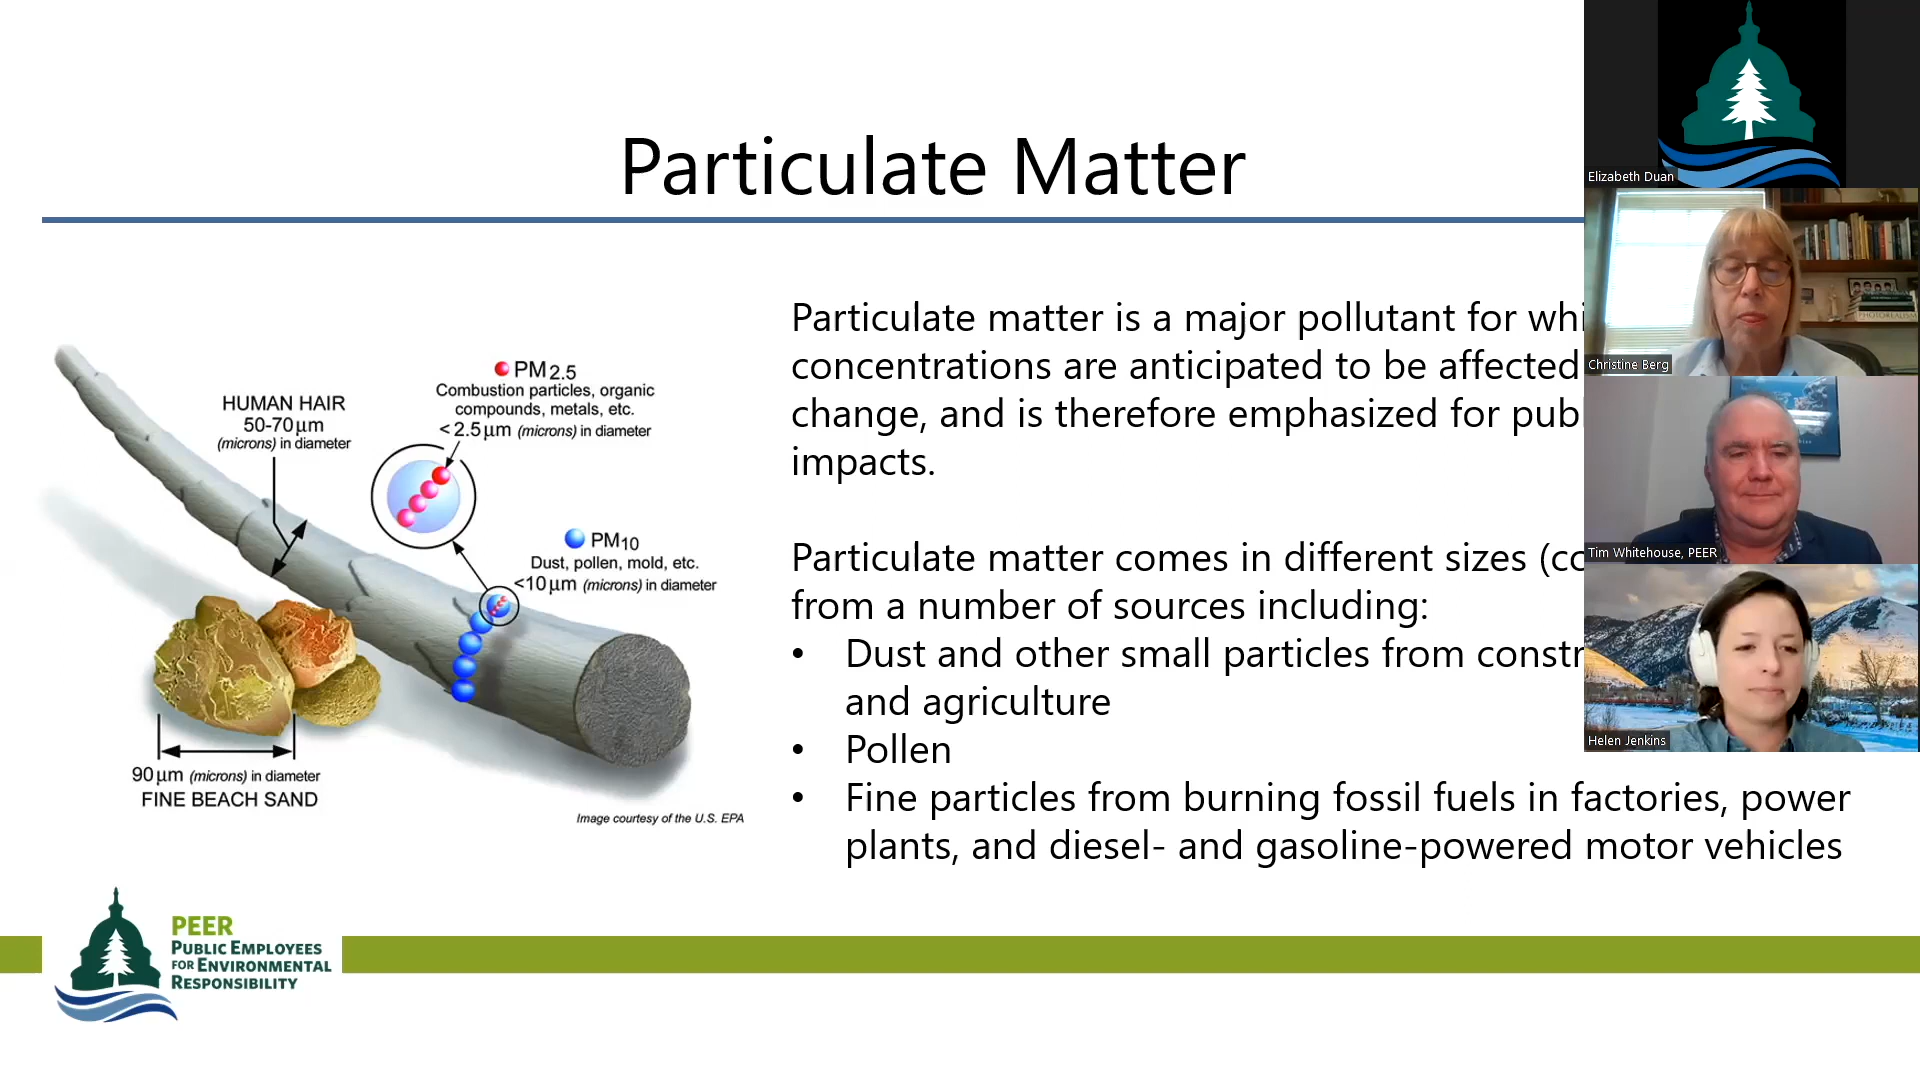 Particulate Matter
Particulate matter is a major pollutant for
concentrations are anticipated to be affected
change, and is therefore emphasized for
impacts.
Particulate matter comes in different sizes
from a number of sources including:
• Dust and other small particles from
and agriculture
• Pollen
• Fine particles from burning fossil fuels in factories, power
plants, and diesel- and gasoline-powered motor vehicles
HUMAN HAIR
50-70µm
(microns) in diameter
PM2.5
Combustion particles, organic
compounds, metals, etc.
< 2.5µm (microns) in diameter
PM10
Dust, pollen, mold, etc.
<10µm (microns) in diameter
90µm (microns) in diameter
FINE BEACH SAND
Image courtesy of the U.S. EPA
PEER
PUBLIC EMPLOYEES
FOR ENVIRONMENTAL
RESPONSIBILITY
Elizabeth Duan
Christine Berg
PHOTOREALISM
Tim Whitehouse, PEER
Helen Jenkins